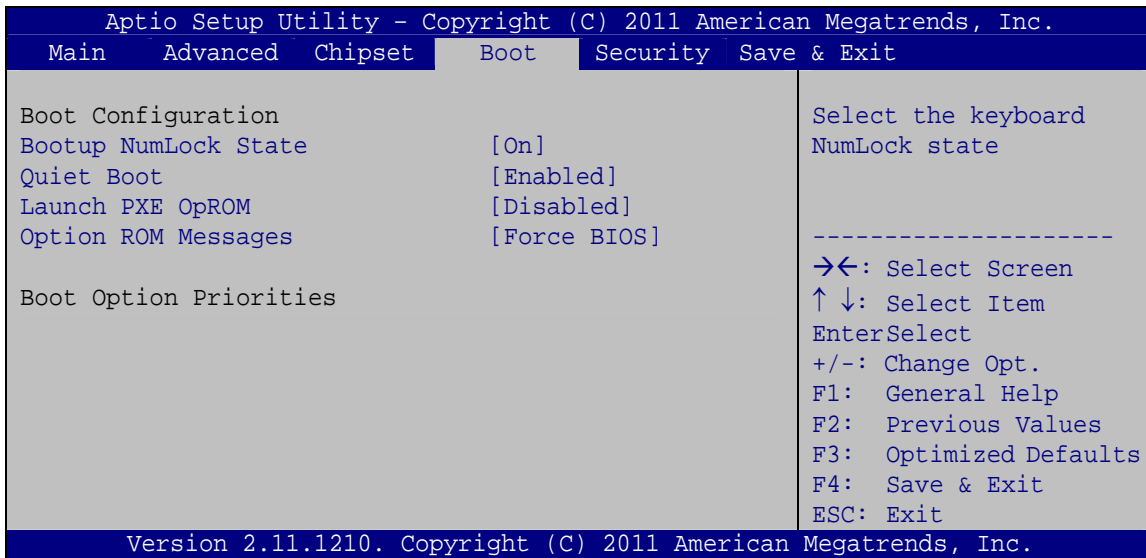 Aptio Setup Utility – Copyright (C) 2011 American Megatrends, Inc.
Main Advanced Chipset Boot Security Save & Exit
Boot Configuration
Bootup NumLock State [On]
Quiet Boot [Enabled]
Launch PXE OpROM [Disabled]
Option ROM Messages [Force BIOS]
Boot Option Priorities
Select the keyboard
NumLock state
---------------------
→←: Select Screen
↑ ↓: Select Item
EnterSelect
+/-: Change Opt.
F1: General Help
F2: Previous Values
F3: Optimized Defaults
F4: Save & Exit
ESC: Exit
Version 2.11.1210. Copyright (C) 2011 American Megatrends, Inc.